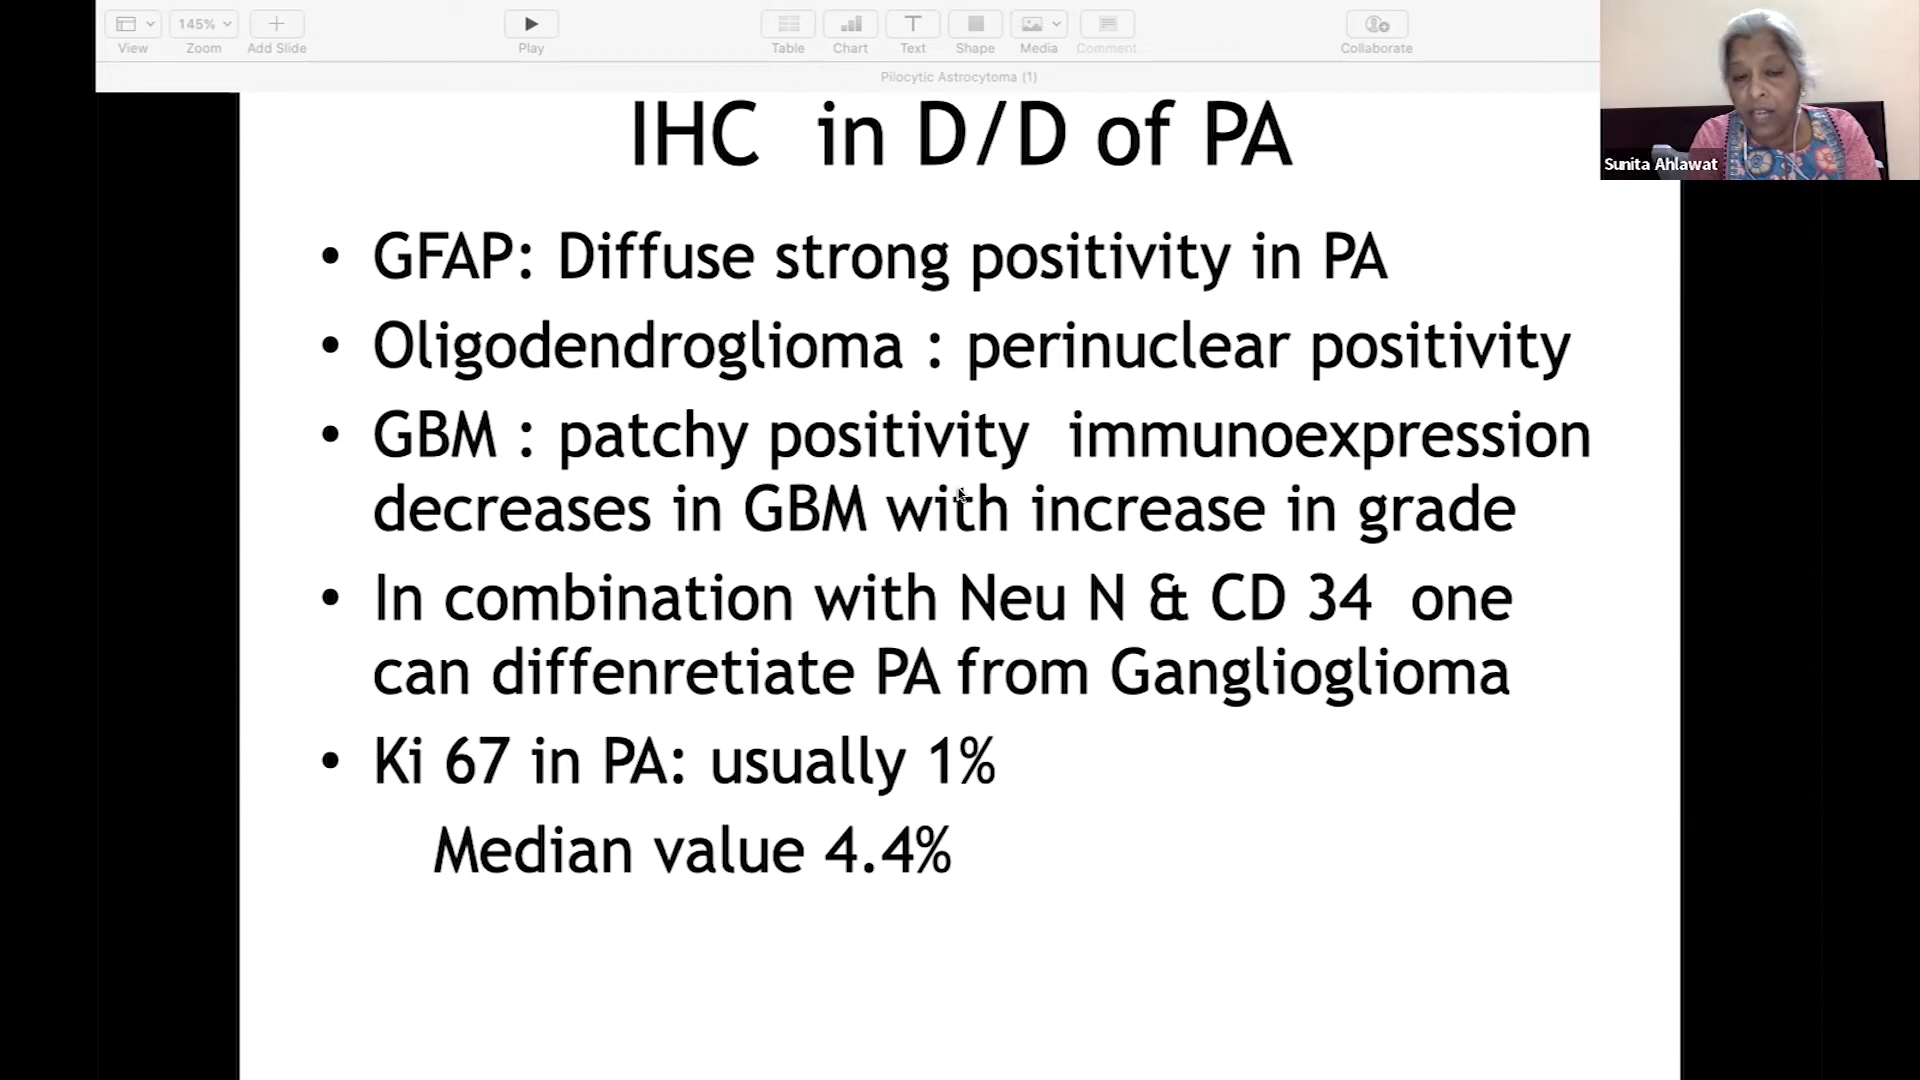 145%
View
Zoom
Add Slide
Play
Table
Chart
Text
Shape
Media
Comment
Collaborate
Pilocytic Astrocytoma (1)
Sunita Ahlawat
IHC in D/D of PA
• GFAP: Diffuse strong positivity in PA
• Oligodendroglioma : perinuclear positivity
• GBM : patchy positivity immunoexpression
decreases in GBM with increase in grade
• In combination with Neu N & CD 34 one
can diffenretiate PA from Ganglioglioma
• Ki 67 in PA: usually 1%
Median value 4.4%